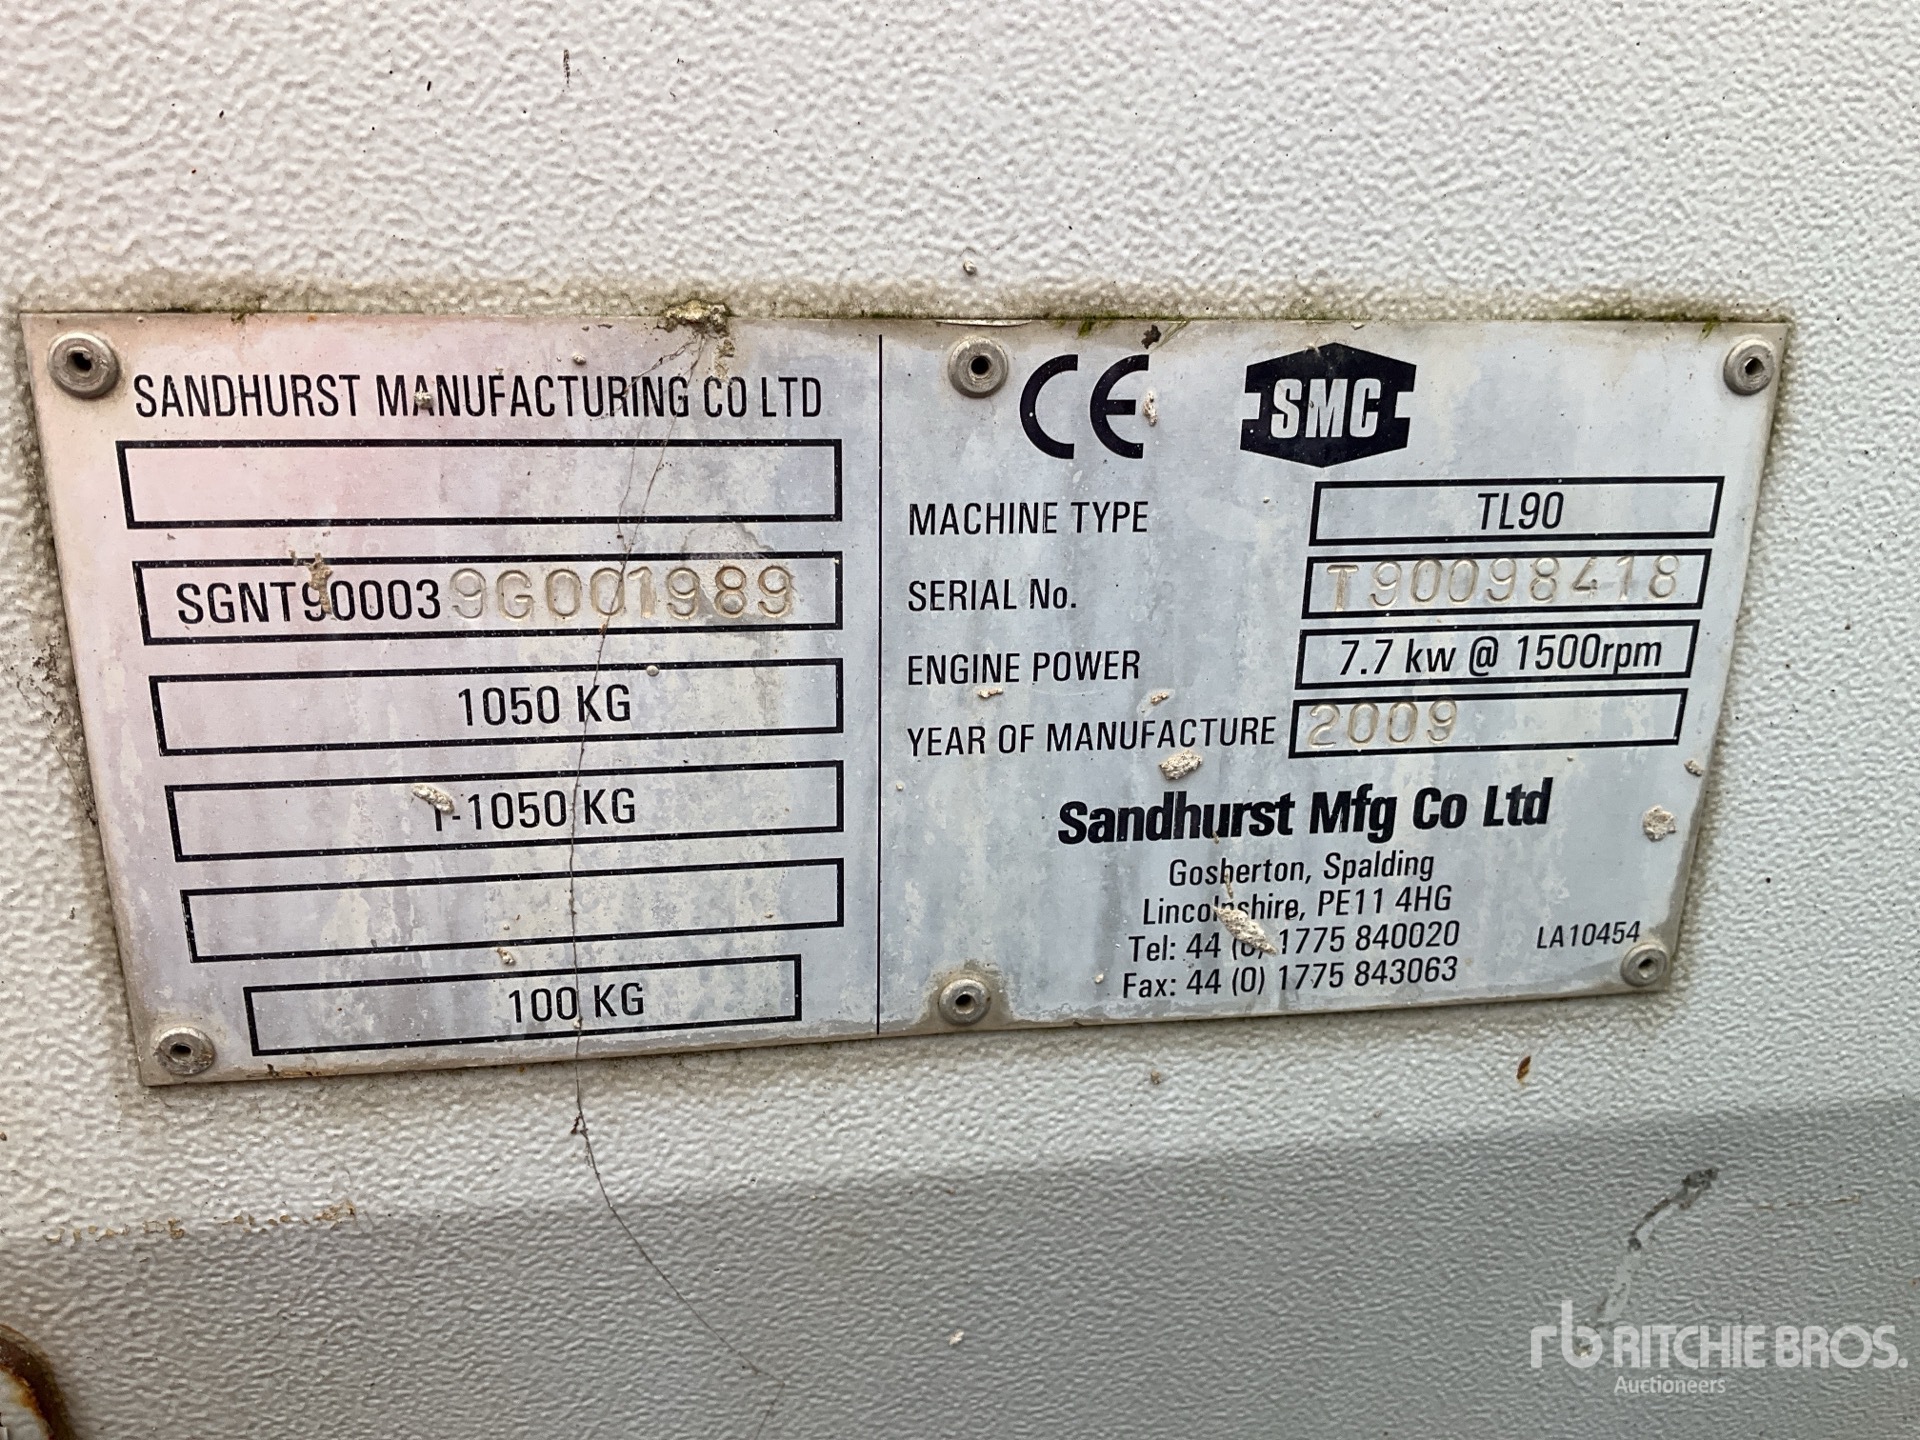 SANDHURST MANUFACTURING CO LTD
SGNT900039G001989
1050 KG
1-1050 KG
100 KG
CE
SMC
MACHINE TYPE TL90
SERIAL No. T90098418
ENGINE POWER 7.7 kw @ 1500rpm
YEAR OF MANUFACTURE 2009
Sandhurst Mfg Co Ltd
Gosberton, Spalding
Lincolnshire, PE11 4HG
Tel: 44 (0) 1775 840020
Fax: 44 (0) 1775 843063
LA10454
rb RITCHIE BROS.
Auctioneers